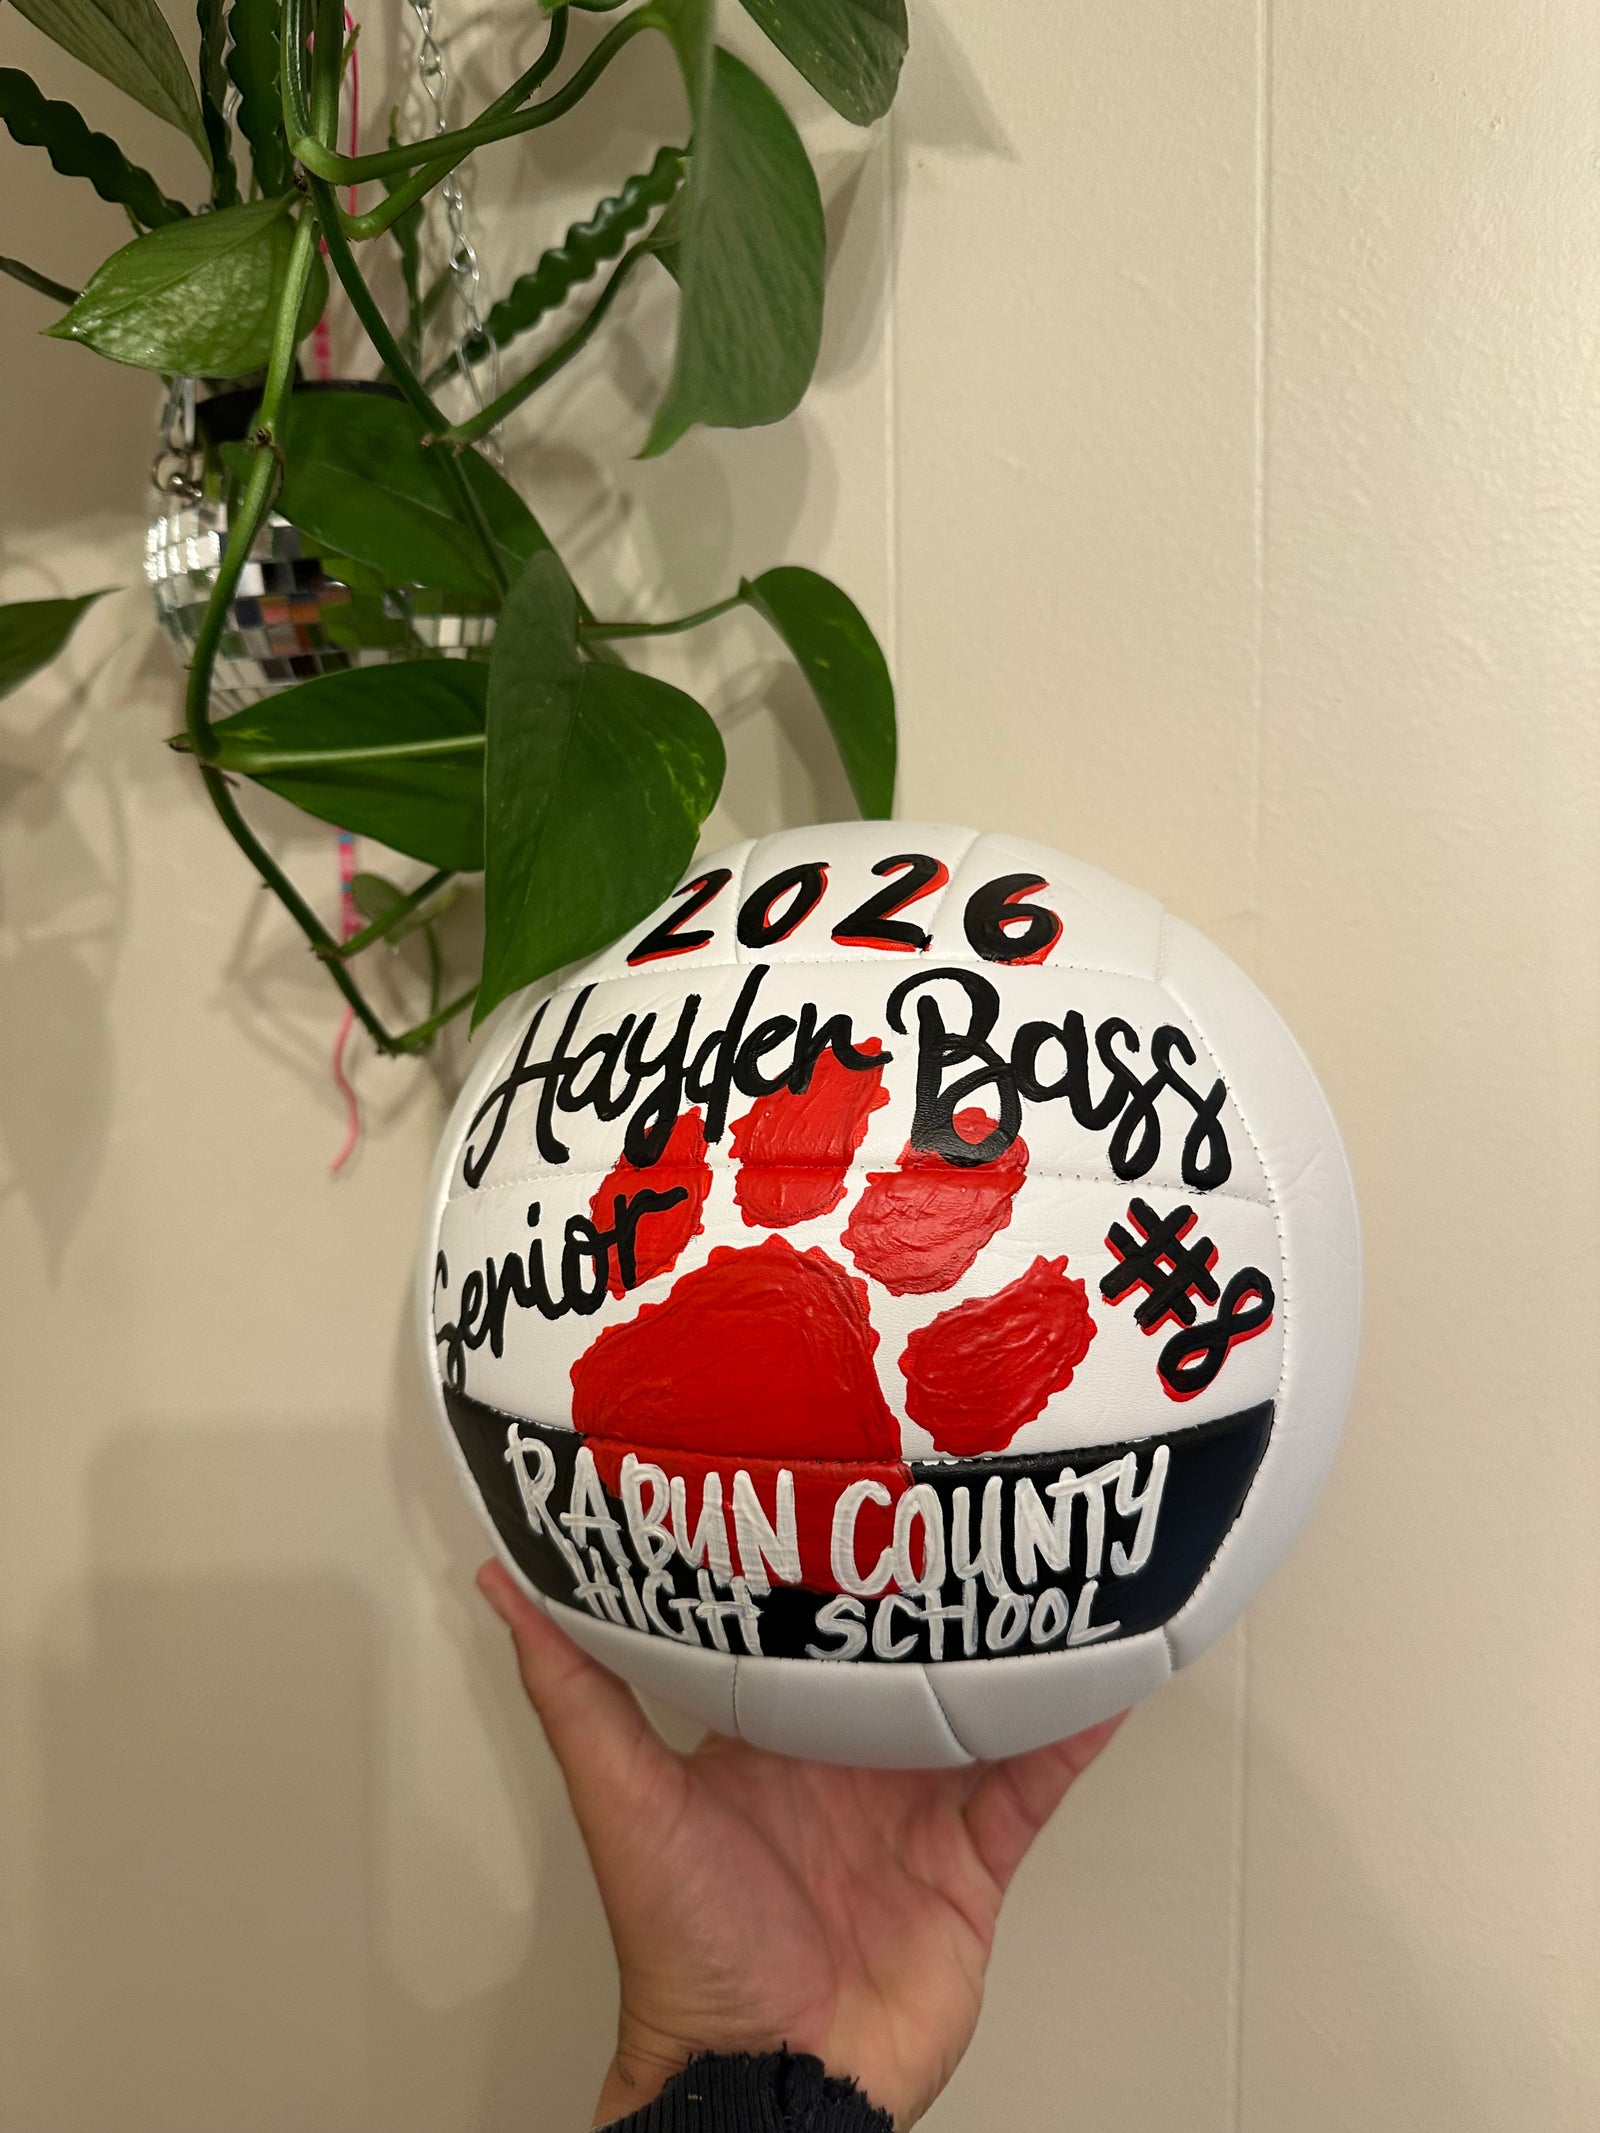 2026
Hayden Bass
Senior
#8
RABUN COUNTY
HIGH SCHOOL